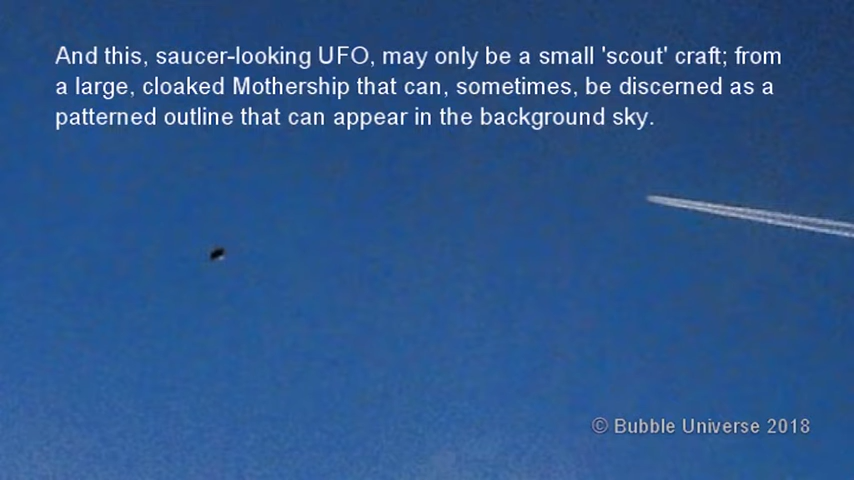 And this, saucer-looking UFO, may only be a small 'scout' craft; from
a large, cloaked Mothership that can, sometimes, be discerned as a
patterned outline that can appear in the background sky.
© Bubble Universe 2018